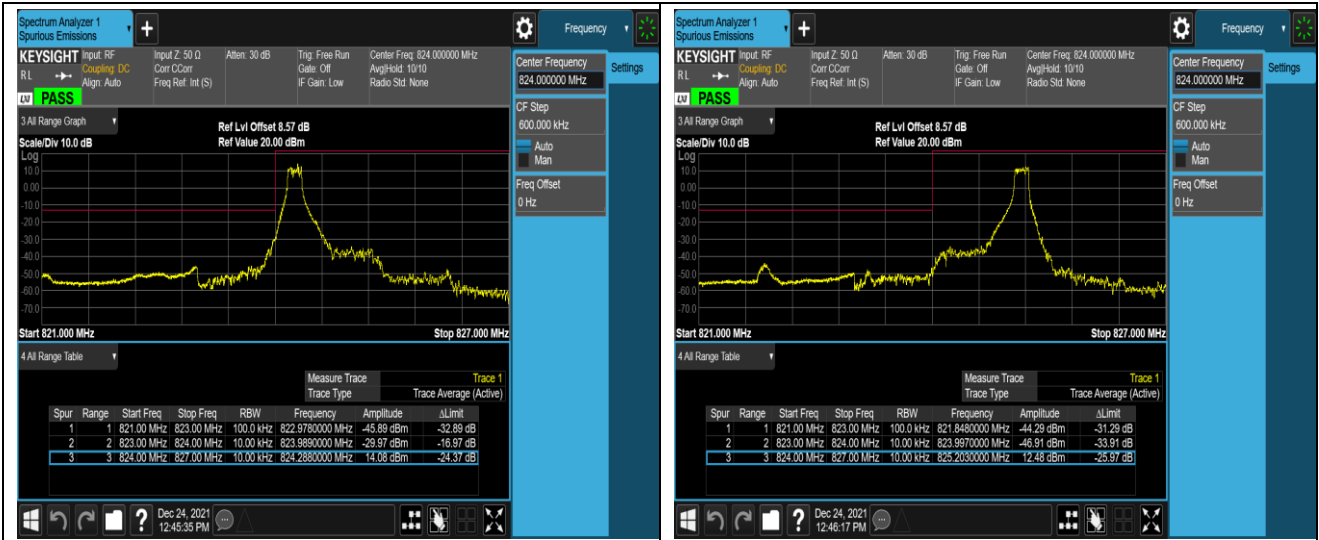 Spectrum Analyzer 1
Spurious Emissions
+
Frequency
KEYSIGHT Input: RF Input Z: 50 Ω Atten: 30 dB Trig: Free Run Center Freq: 824.000000 MHz
RL Coupling: DC Corr CCorr Gate: Off Avg|Hold: 10/10
Align: Auto Freq Ref: Int (S) IF Gain: Low Radio Std: None
LXI PASS
Center Frequency
824.000000 MHz
Settings
CF Step
600.000 kHz
Auto
Man
Freq Offset
0 Hz
3 All Range Graph
Ref Lvl Offset 8.57 dB
Scale/Div 10.0 dB Ref Value 20.00 dBm
Log
10.0
0.00
-10.0
-20.0
-30.0
-40.0
-50.0
-60.0
-70.0
Start 821.000 MHz Stop 827.000 MHz
4 All Range Table
Measure Trace Trace 1
Trace Type Trace Average (Active)
Spur Range Start Freq Stop Freq RBW Frequency Amplitude ΔLimit
1 1 821.00 MHz 823.00 MHz 100.0 kHz 822.9780000 MHz -45.89 dBm -32.89 dB
2 2 823.00 MHz 824.00 MHz 10.00 kHz 823.9890000 MHz -29.97 dBm -16.97 dB
3 3 824.00 MHz 827.00 MHz 10.00 kHz 824.2880000 MHz 14.08 dBm -24.37 dB
?
Dec 24, 2021
12:45:35 PM
Spectrum Analyzer 1
Spurious Emissions
+
Frequency
KEYSIGHT Input: RF Input Z: 50 Ω Atten: 30 dB Trig: Free Run Center Freq: 824.000000 MHz
RL Coupling: DC Corr CCorr Gate: Off Avg|Hold: 10/10
Align: Auto Freq Ref: Int (S) IF Gain: Low Radio Std: None
LXI PASS
Center Frequency
824.000000 MHz
Settings
CF Step
600.000 kHz
Auto
Man
Freq Offset
0 Hz
3 All Range Graph
Ref Lvl Offset 8.57 dB
Scale/Div 10.0 dB Ref Value 20.00 dBm
Log
10.0
0.00
-10.0
-20.0
-30.0
-40.0
-50.0
-60.0
-70.0
Start 821.000 MHz Stop 827.000 MHz
4 All Range Table
Measure Trace Trace 1
Trace Type Trace Average (Active)
Spur Range Start Freq Stop Freq RBW Frequency Amplitude ΔLimit
1 1 821.00 MHz 823.00 MHz 100.0 kHz 821.8480000 MHz -44.29 dBm -31.29 dB
2 2 823.00 MHz 824.00 MHz 10.00 kHz 823.9970000 MHz -46.91 dBm -33.91 dB
3 3 824.00 MHz 827.00 MHz 10.00 kHz 825.2030000 MHz 12.48 dBm -25.97 dB
?
Dec 24, 2021
12:46:17 PM